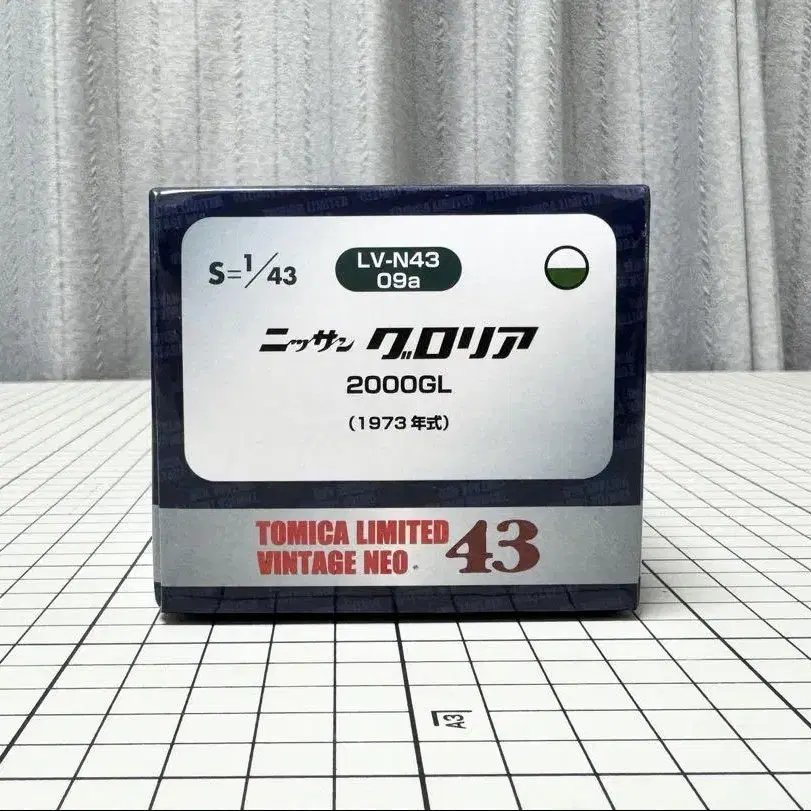 S=1/43
LV-N43
09a
ニッサン グロリア
2000GL
(1973年式)
TOMICA LIMITED
VINTAGE NEO 43
A3